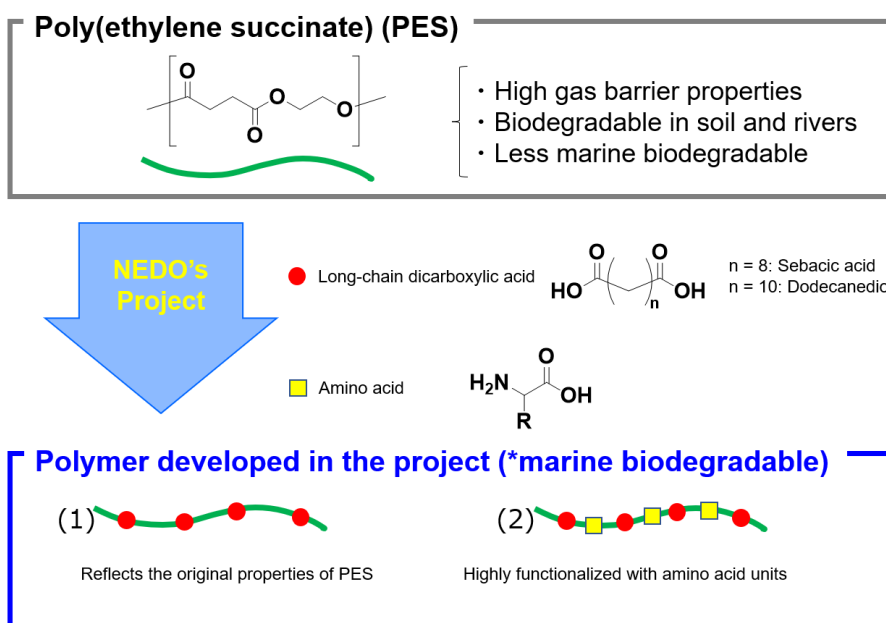 Poly(ethylene succinate) (PES)
O
O
O
O
・High gas barrier properties
・Biodegradable in soil and rivers
・Less marine biodegradable
NEDO's
Project
Long-chain dicarboxylic acid
O
O
HO
n
OH
n = 8: Sebacic acid
n = 10: Dodecanedio
Amino acid
O
H2N
OH
R
Polymer developed in the project (*marine biodegradable)
(1)
(2)
Reflects the original properties of PES
Highly functionalized with amino acid units